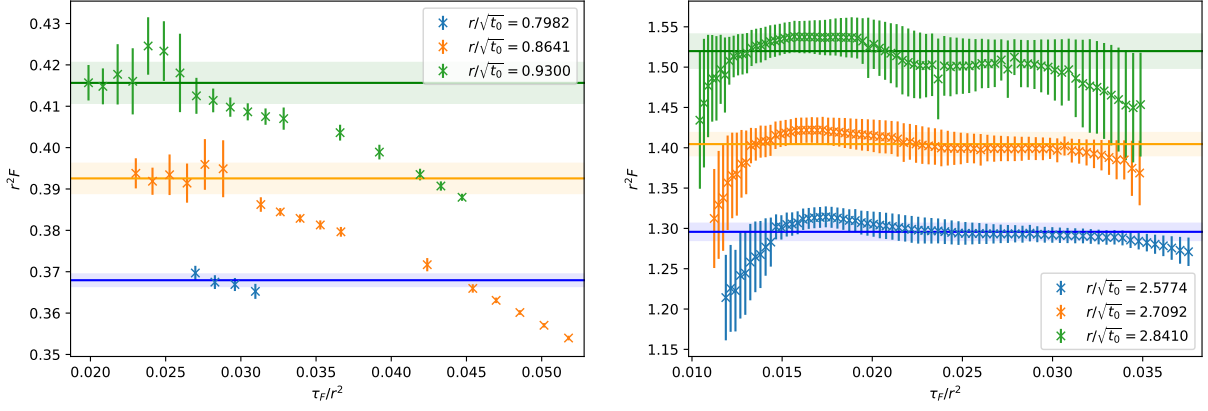 0.43
0.42
0.41
0.40
0.39
0.38
0.37
0.36
0.35
r²F
r/√t₀ = 0.7982
r/√t₀ = 0.8641
r/√t₀ = 0.9300
0.020 0.025 0.030 0.035 0.040 0.045 0.050
τ_F/r²
1.55
1.50
1.45
1.40
1.35
1.30
1.25
1.20
1.15
r²F
r/√t₀ = 2.5774
r/√t₀ = 2.7092
r/√t₀ = 2.8410
0.010 0.015 0.020 0.025 0.030 0.035
τ_F/r²